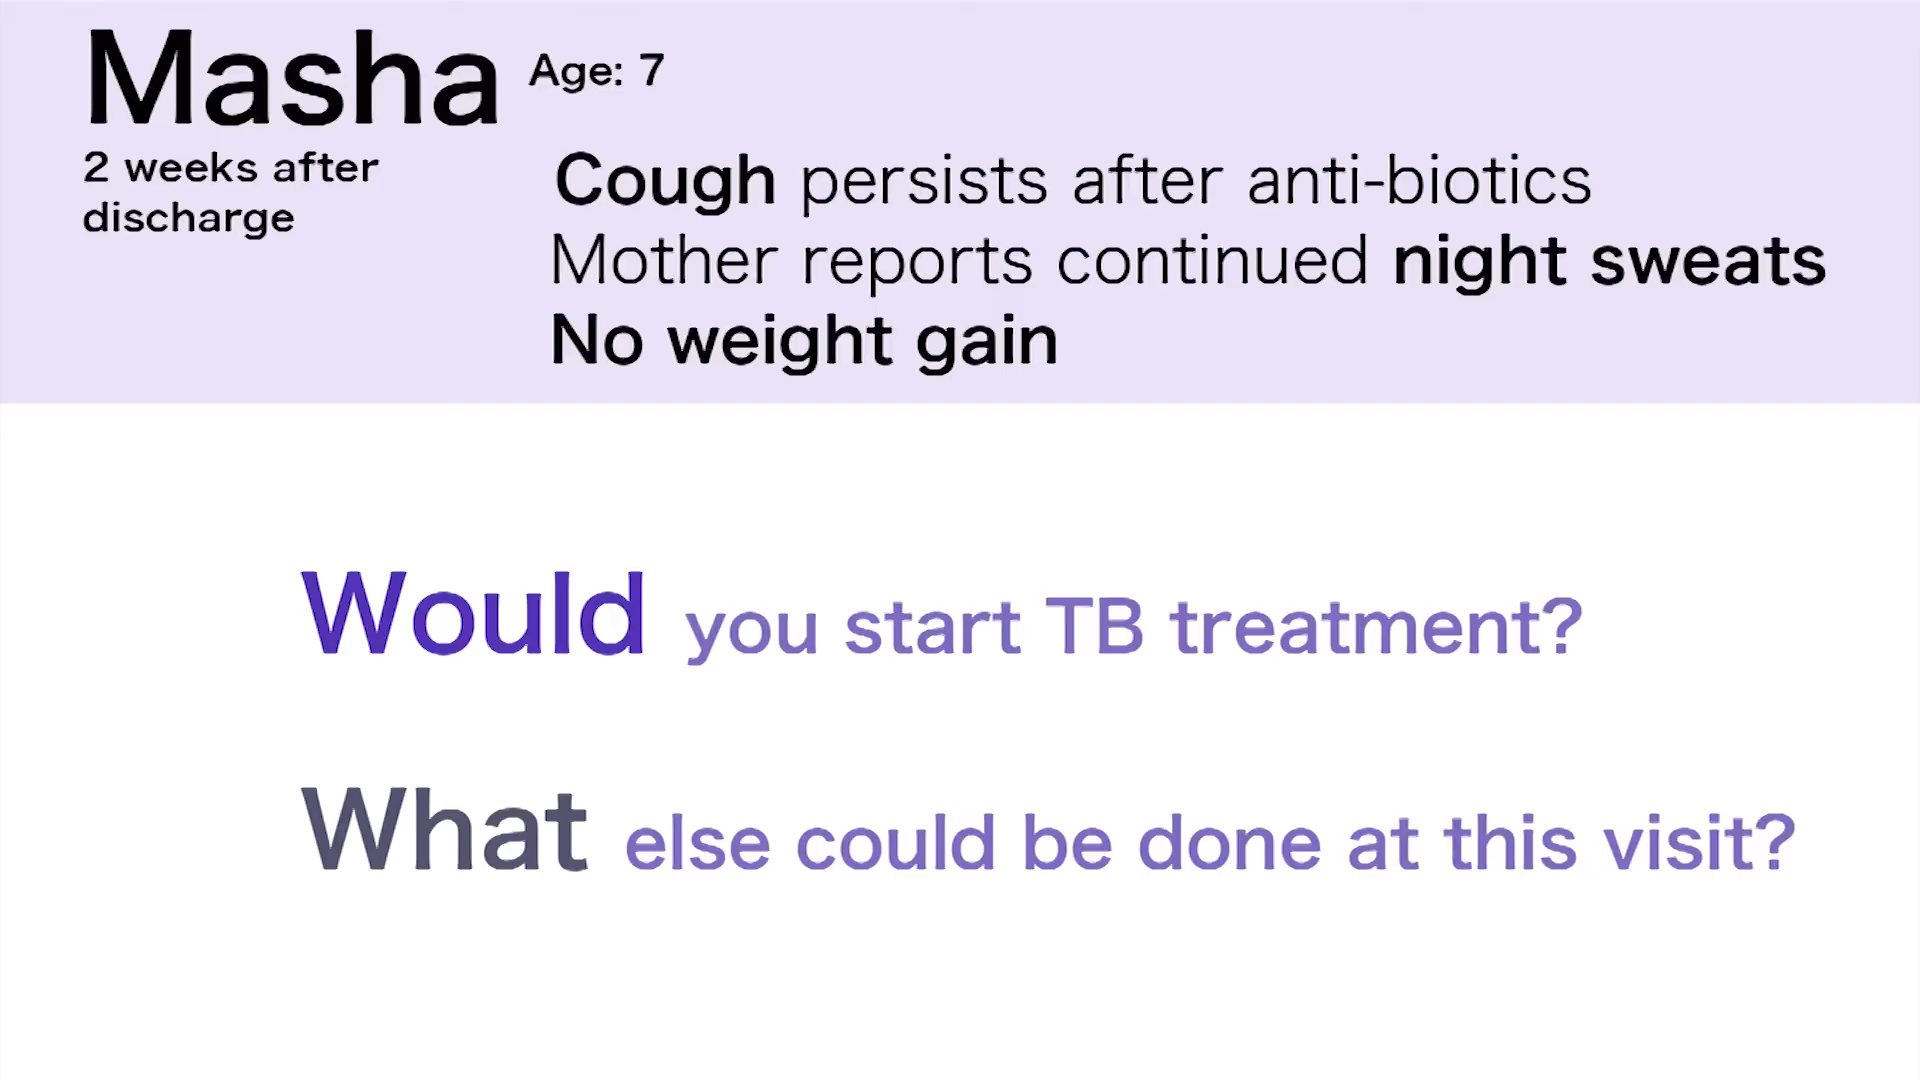 Masha Age: 7
2 weeks after
discharge
Cough persists after anti-biotics
Mother reports continued night sweats
No weight gain
Would you start TB treatment?
What else could be done at this visit?